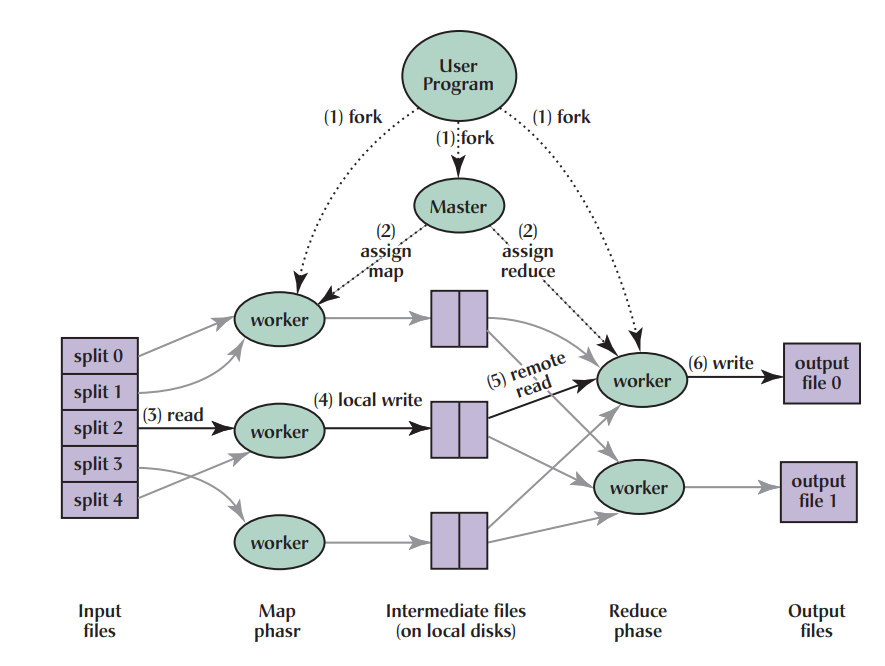 User
Program
(1) fork
(1) fork
(1) fork
Master
(2)
assign
map
(2)
assign
reduce
worker
split 0
split 1
split 2
split 3
split 4
(3) read
worker
(4) local write
(5) remote
read
worker
(6) write
output
file 0
worker
output
file 1
worker
Input
files
Map
phasr
Intermediate files
(on local disks)
Reduce
phase
Output
files